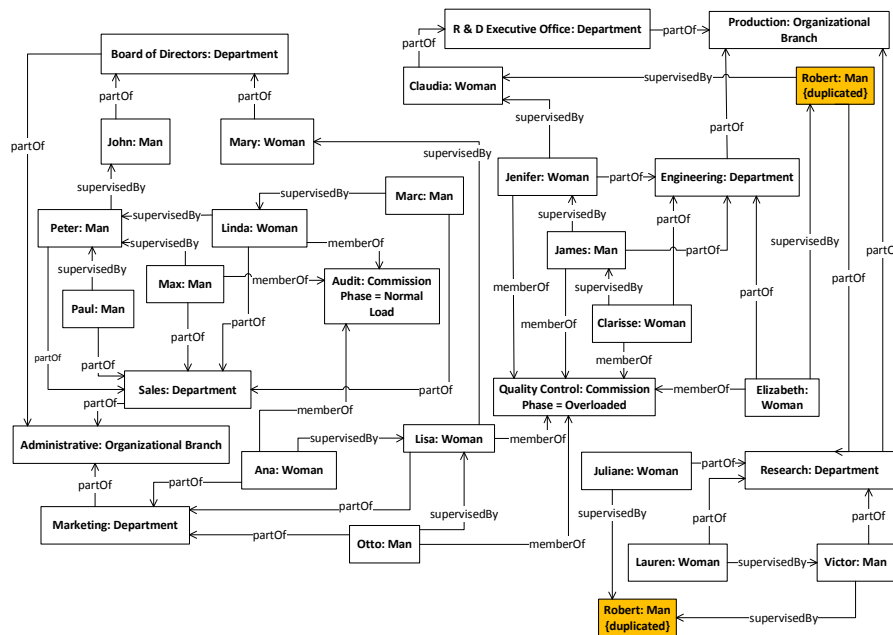 R & D Executive Office: Department
Production: Organizational
Branch
partOf
Board of Directors: Department
partOf
Claudia: Woman
supervisedBy
Robert: Man
{duplicated}
partOf
partOf
partOf
John: Man
Mary: Woman
supervisedBy
partOf
supervisedBy
partOf
Jenifer: Woman
partOf
Engineering: Department
supervisedBy
supervisedBy
Marc: Man
Peter: Man
supervisedBy
Linda: Woman
supervisedBy
partOf
supervisedBy
supervisedBy
memberOf
James: Man
partOf
supervisedBy
Max: Man
memberOf
Audit: Commission
Phase = Normal
Load
memberOf
supervisedBy
partOf
Paul: Man
memberOf
Clarisse: Woman
partOf
partOf
partOf
partOf
partOf
memberOf
partOf
Sales: Department
partOf
Quality Control: Commission
Phase = Overloaded
memberOf
Elizabeth:
Woman
partOf
memberOf
Administrative: Organizational Branch
supervisedBy
Lisa: Woman
memberOf
Ana: Woman
Juliane: Woman
partOf
Research: Department
partOf
partOf
Marketing: Department
supervisedBy
supervisedBy
partOf
partOf
partOf
Otto: Man
memberOf
Lauren: Woman
supervisedBy
Victor: Man
Robert: Man
{duplicated}
supervisedBy